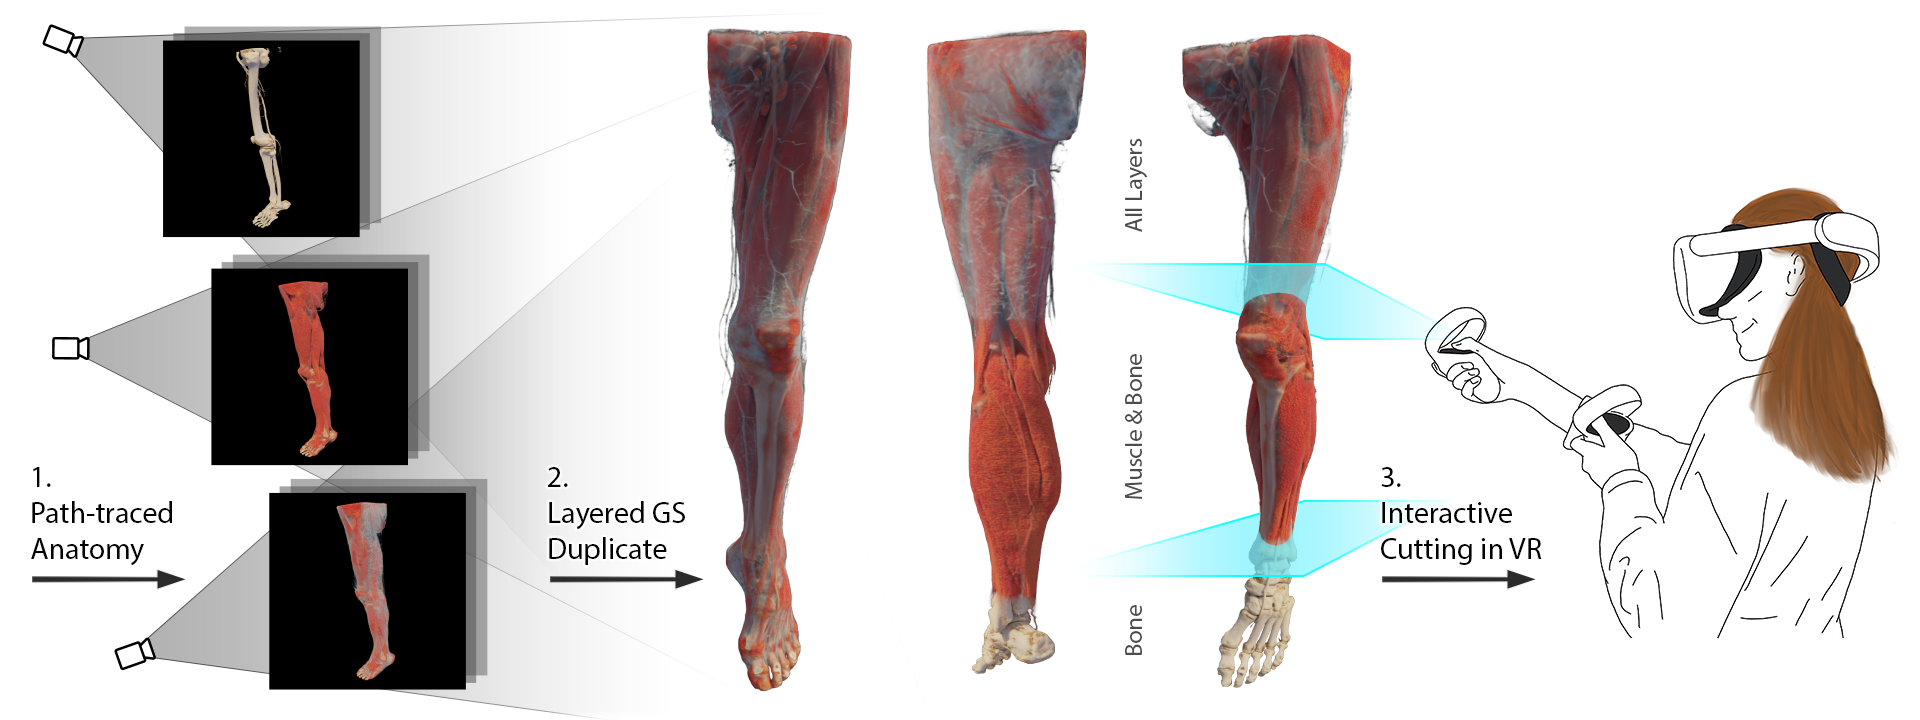 1.
Path-traced
Anatomy
2.
Layered GS
Duplicate
All Layers
Muscle & Bone
Bone
3.
Interactive
Cutting in VR